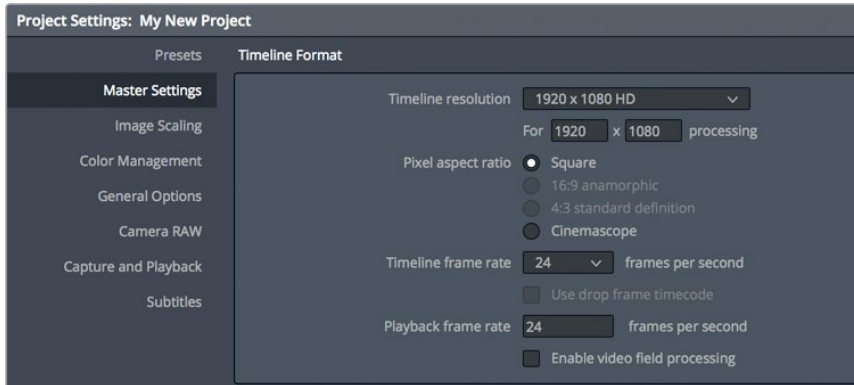 Project Settings: My New Project
Presets
Master Settings
Image Scaling
Color Management
General Options
Camera RAW
Capture and Playback
Subtitles
Timeline Format
Timeline resolution 1920 x 1080 HD
For 1920 x 1080 processing
Pixel aspect ratio Square
16:9 anamorphic
4:3 standard definition
Cinemascope
Timeline frame rate 24 frames per second
Use drop frame timecode
Playback frame rate 24 frames per second
Enable video field processing